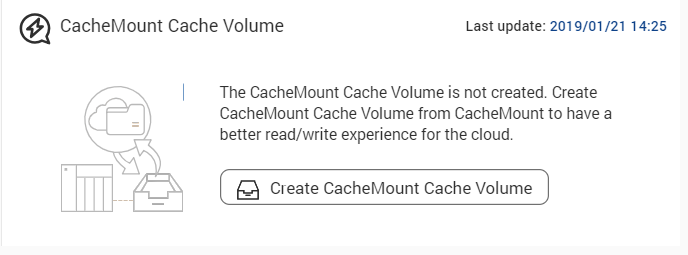 CacheMount Cache Volume
Last update: 2019/01/21 14:25
The CacheMount Cache Volume is not created. Create
CacheMount Cache Volume from CacheMount to have a
better read/write experience for the cloud.
Create CacheMount Cache Volume